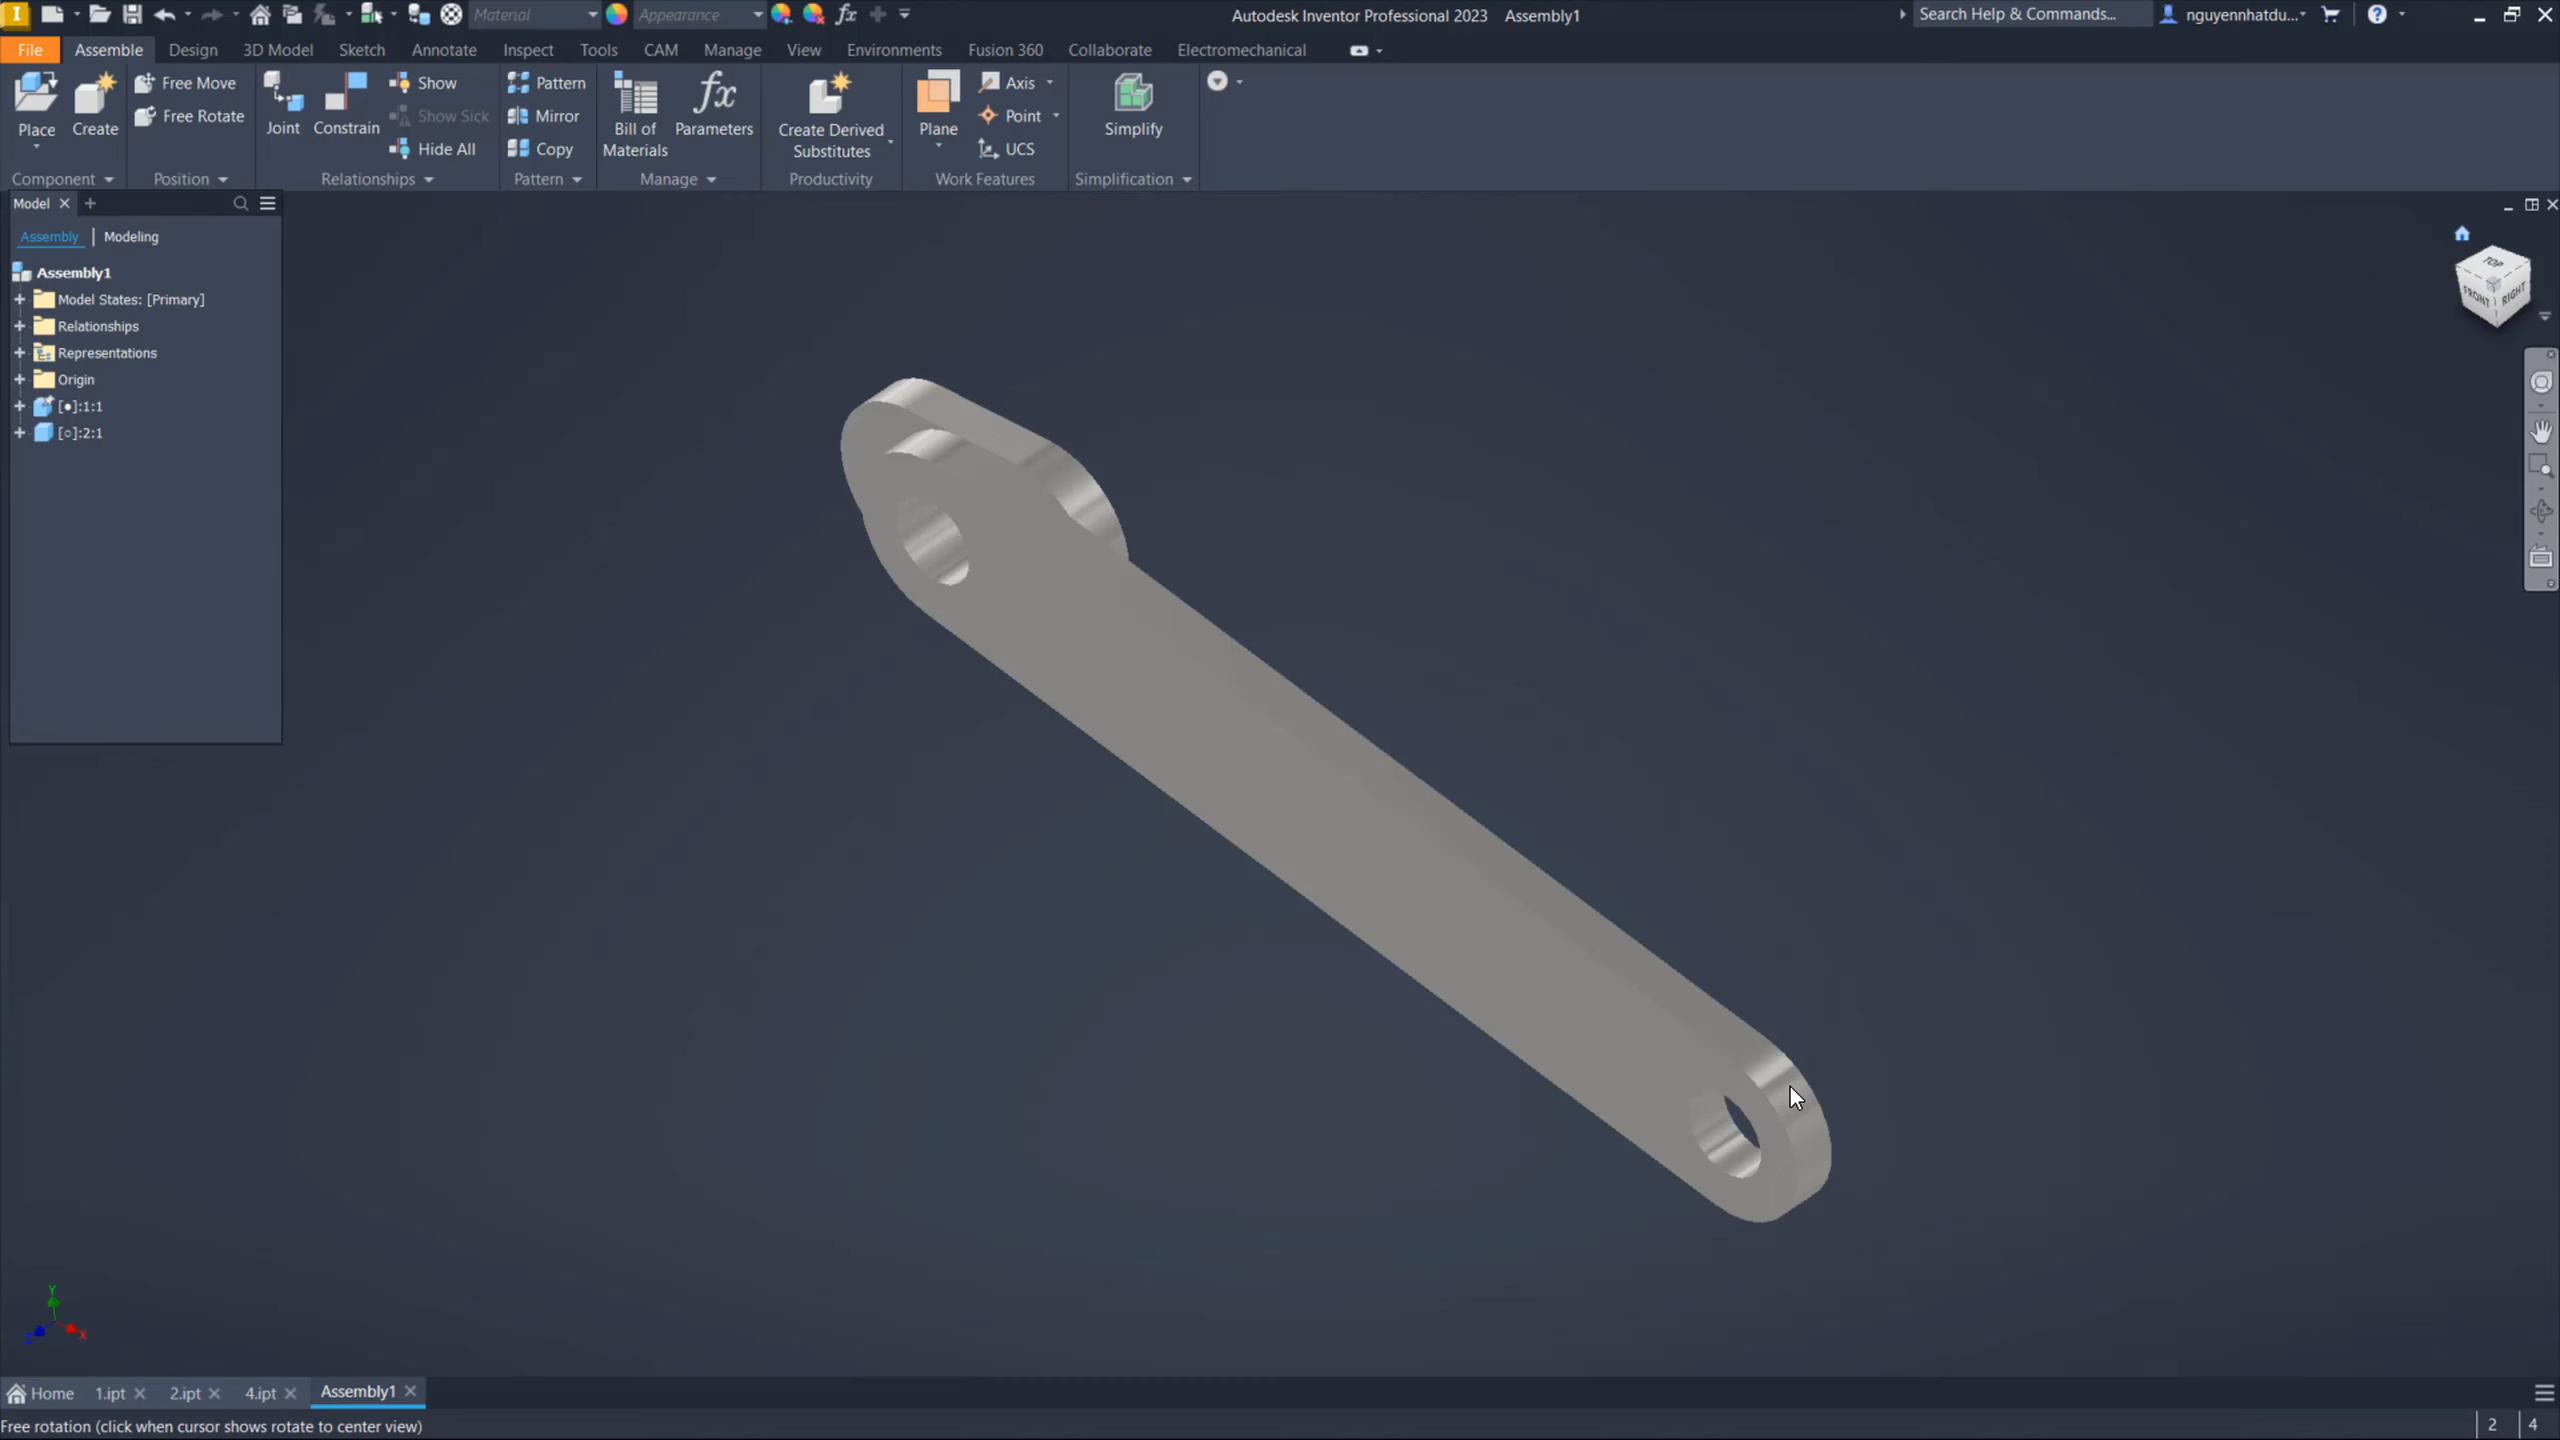 Material
Appearance
Autodesk Inventor Professional 2023 Assembly1
Search Help & Commands...
nguyennhatdu...
File Assemble Design 3D Model Sketch Annotate Inspect Tools CAM Manage View Environments Fusion 360 Collaborate Electromechanical
Place
Create
Free Move
Free Rotate
Joint
Constrain
Show
Show Sick
Hide All
Pattern
Mirror
Copy
Bill of
Materials
fx
Parameters
Create Derived
Substitutes
Plane
Axis
Point
UCS
Simplify
Component Position Relationships Pattern Manage Productivity Work Features Simplification
Model
Assembly | Modeling
Assembly1
Model States: [Primary]
Relationships
Representations
Origin
[●]:1:1
[○]:2:1
TOP
FRONT RIGHT
Y
Z X
Home 1.ipt 2.ipt 4.ipt Assembly1
Free rotation (click when cursor shows rotate to center view)
2 4